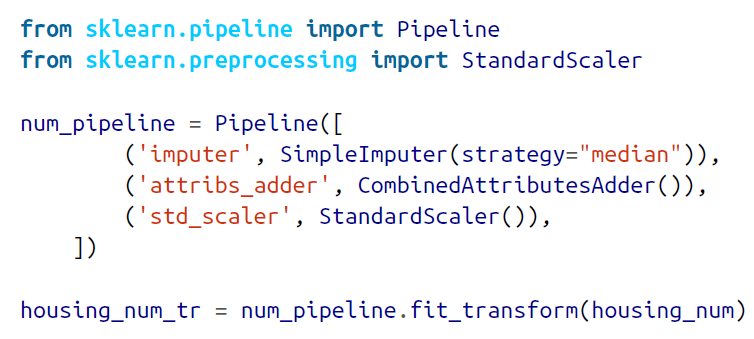 from sklearn.pipeline import Pipeline
from sklearn.preprocessing import StandardScaler
num_pipeline = Pipeline([
('imputer', SimpleImputer(strategy="median")),
('attribs_adder', CombinedAttributesAdder()),
('std_scaler', StandardScaler()),
])
housing_num_tr = num_pipeline.fit_transform(housing_num)